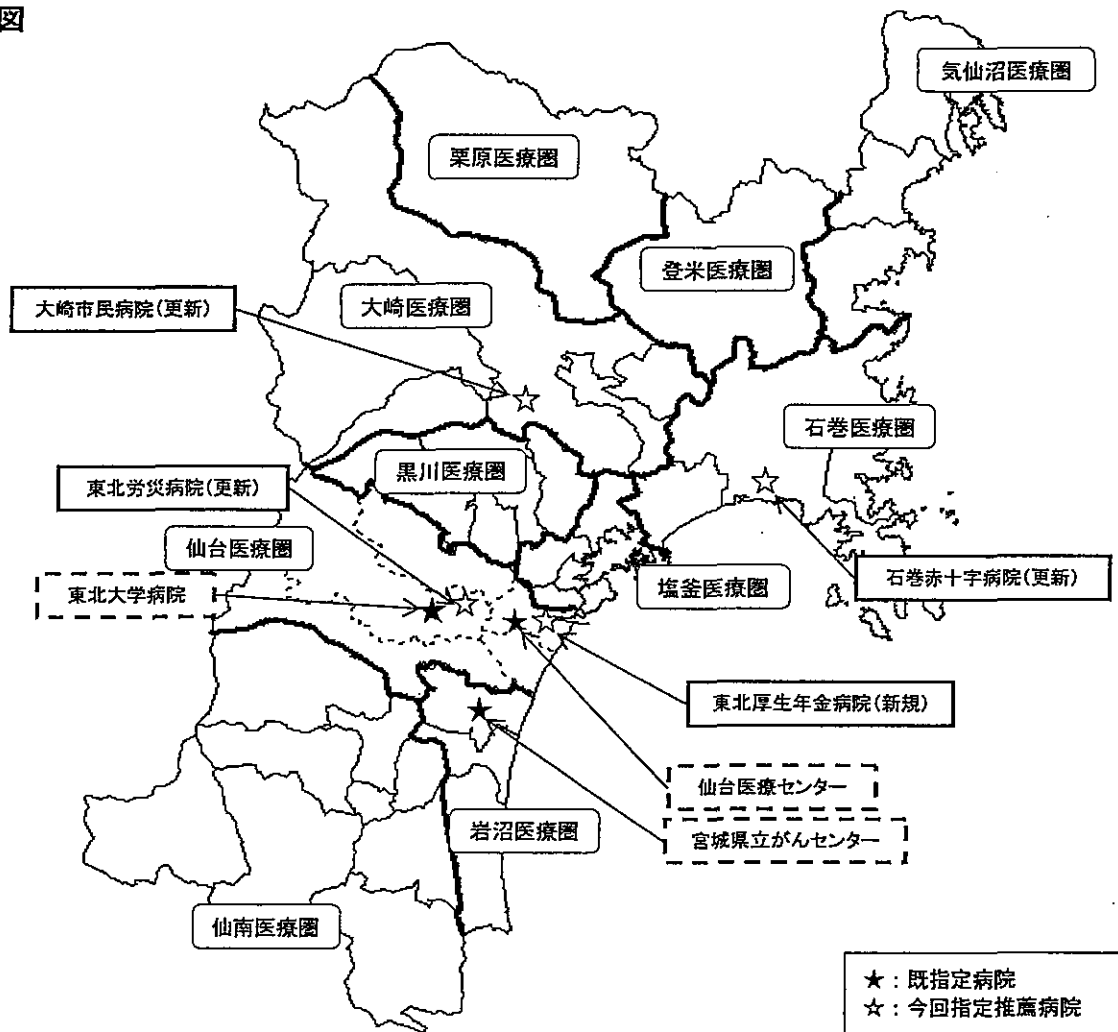 図
気仙沼医療圏
栗原医療圏
登米医療圏
大崎医療圏
大崎市民病院(更新)
石巻医療圏
黒川医療圏
東北労災病院(更新)
仙台医療圏
塩釜医療圏
石巻赤十字病院(更新)
東北大学病院
東北厚生年金病院(新規)
仙台医療センター
岩沼医療圏
宮城県立がんセンター
仙南医療圏
★：既指定病院
☆：今回指定推薦病院